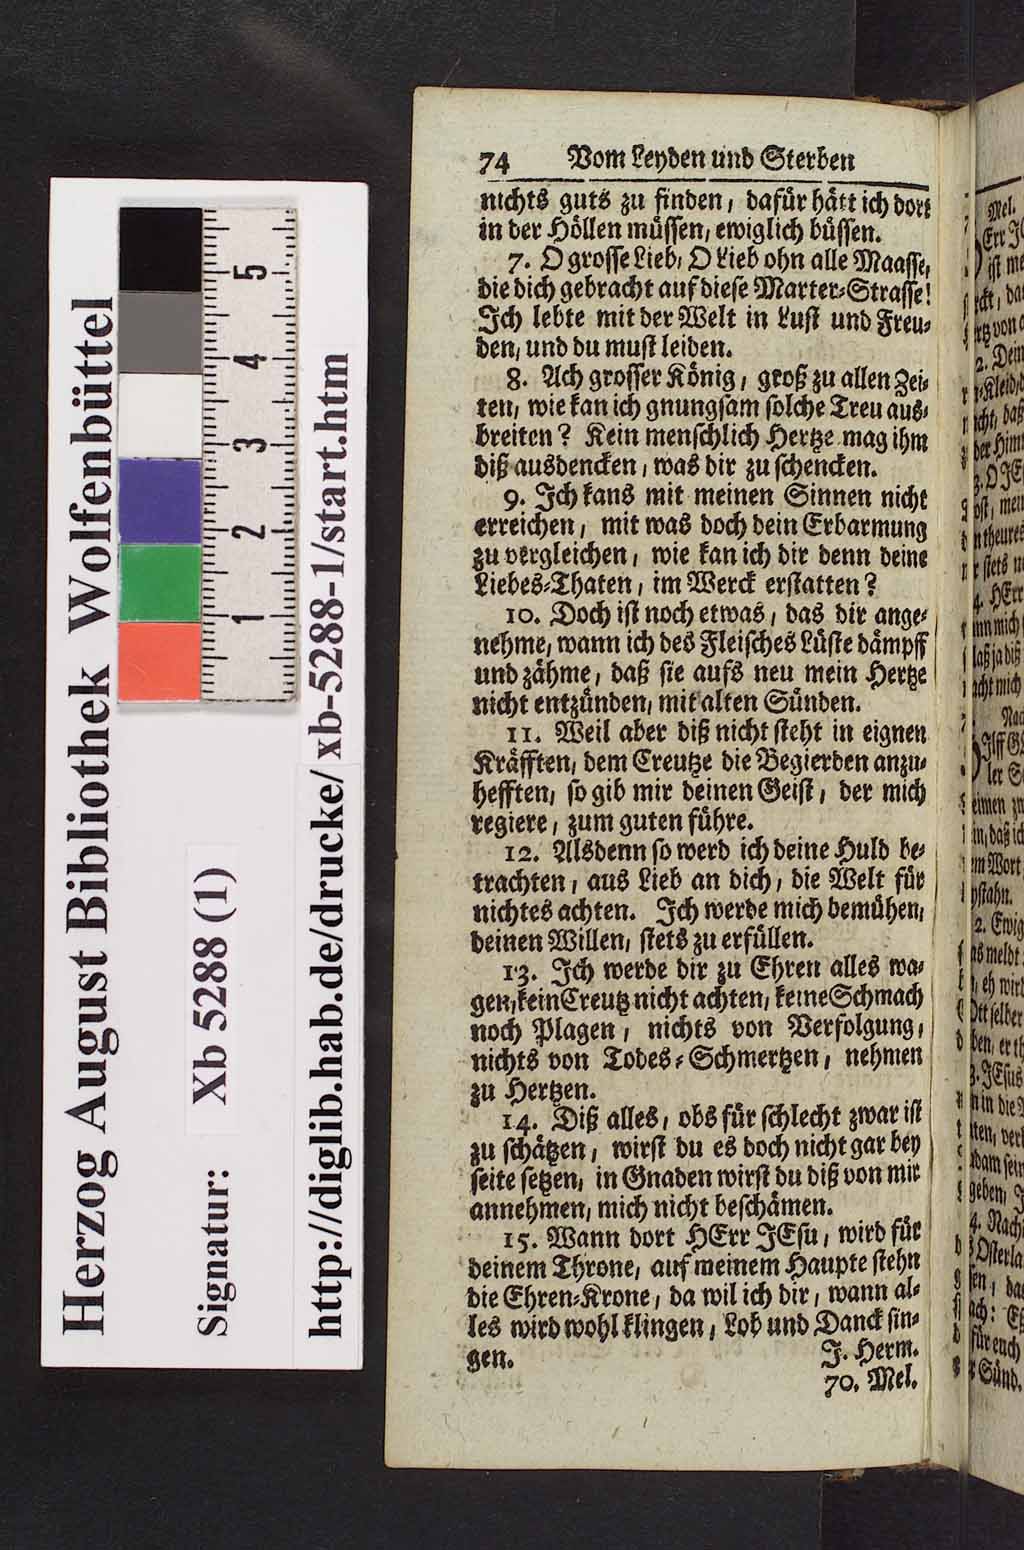 74 Vom Leyden und Sterben
nichts guts zu finden, dafür hätt ich dort
in der Höllen müssen, ewiglich büssen.
7. O grosse Lieb, O Lieb ohn alle Maasse,
die dich gebracht auf diese Marter-Strasse!
Ich lebte mit der Welt in Lust und Freu-
den, und du must leiden.
8. Ach grosser König, groß zu allen Zei-
ten, wie kan ich gnungsam solche Treu aus-
breiten? Kein menschlich Hertze mag ihm
diß ausdencken, was dir zu schencken.
9. Ich kans mit meinen Sinnen nicht
erreichen, mit was doch dein Erbarmung
zu vergleichen, wie kan ich dir denn deine
Liebes-Thaten, im Werck erstatten?
10. Doch ist noch etwas, das dir ange-
nehme, wann ich des Fleisches Lüste dämpff
und zähme, daß sie aufs neu mein Hertze
nicht entzünden, mit alten Sünden.
11. Weil aber diß nicht steht in eignen
Kräfften, dem Creutze die Begierden anzu-
hefften, so gib mir deinen Geist, der mich
regiere, zum guten führe.
12. Alsdenn so werd ich deine Huld be-
trachten, aus Lieb an dich, die Welt für
nichtes achten. Ich werde mich bemühen,
deinen Willen, stets zu erfüllen.
13. Ich werde dir zu Ehren alles wa-
gen, kein Creutz nicht achten, keine Schmach
noch Plagen, nichts von Verfolgung,
nichts von Todes-Schmertzen, nehmen
zu Hertzen.
14. Diß alles, obs für schlecht zwar ist
zu schätzen, wirst du es doch nicht gar bey
seite setzen, in Gnaden wirst du diß von mir
annehmen, mich nicht beschämen.
15. Wann dort HErr JEsu, wird für
deinem Throne, auf meinem Haupte stehn
die Ehren-Krone, da wil ich dir, wann al-
les wird wohl klingen, Lob und Danck sin-
gen. J. Herm.
70. Mel.
Herzog August Bibliothek Wolfenbüttel
Signatur: Xb 5288 (1)
http://diglib.hab.de/drucke/xb-5288-1/start.htm
5
4
3
2
1